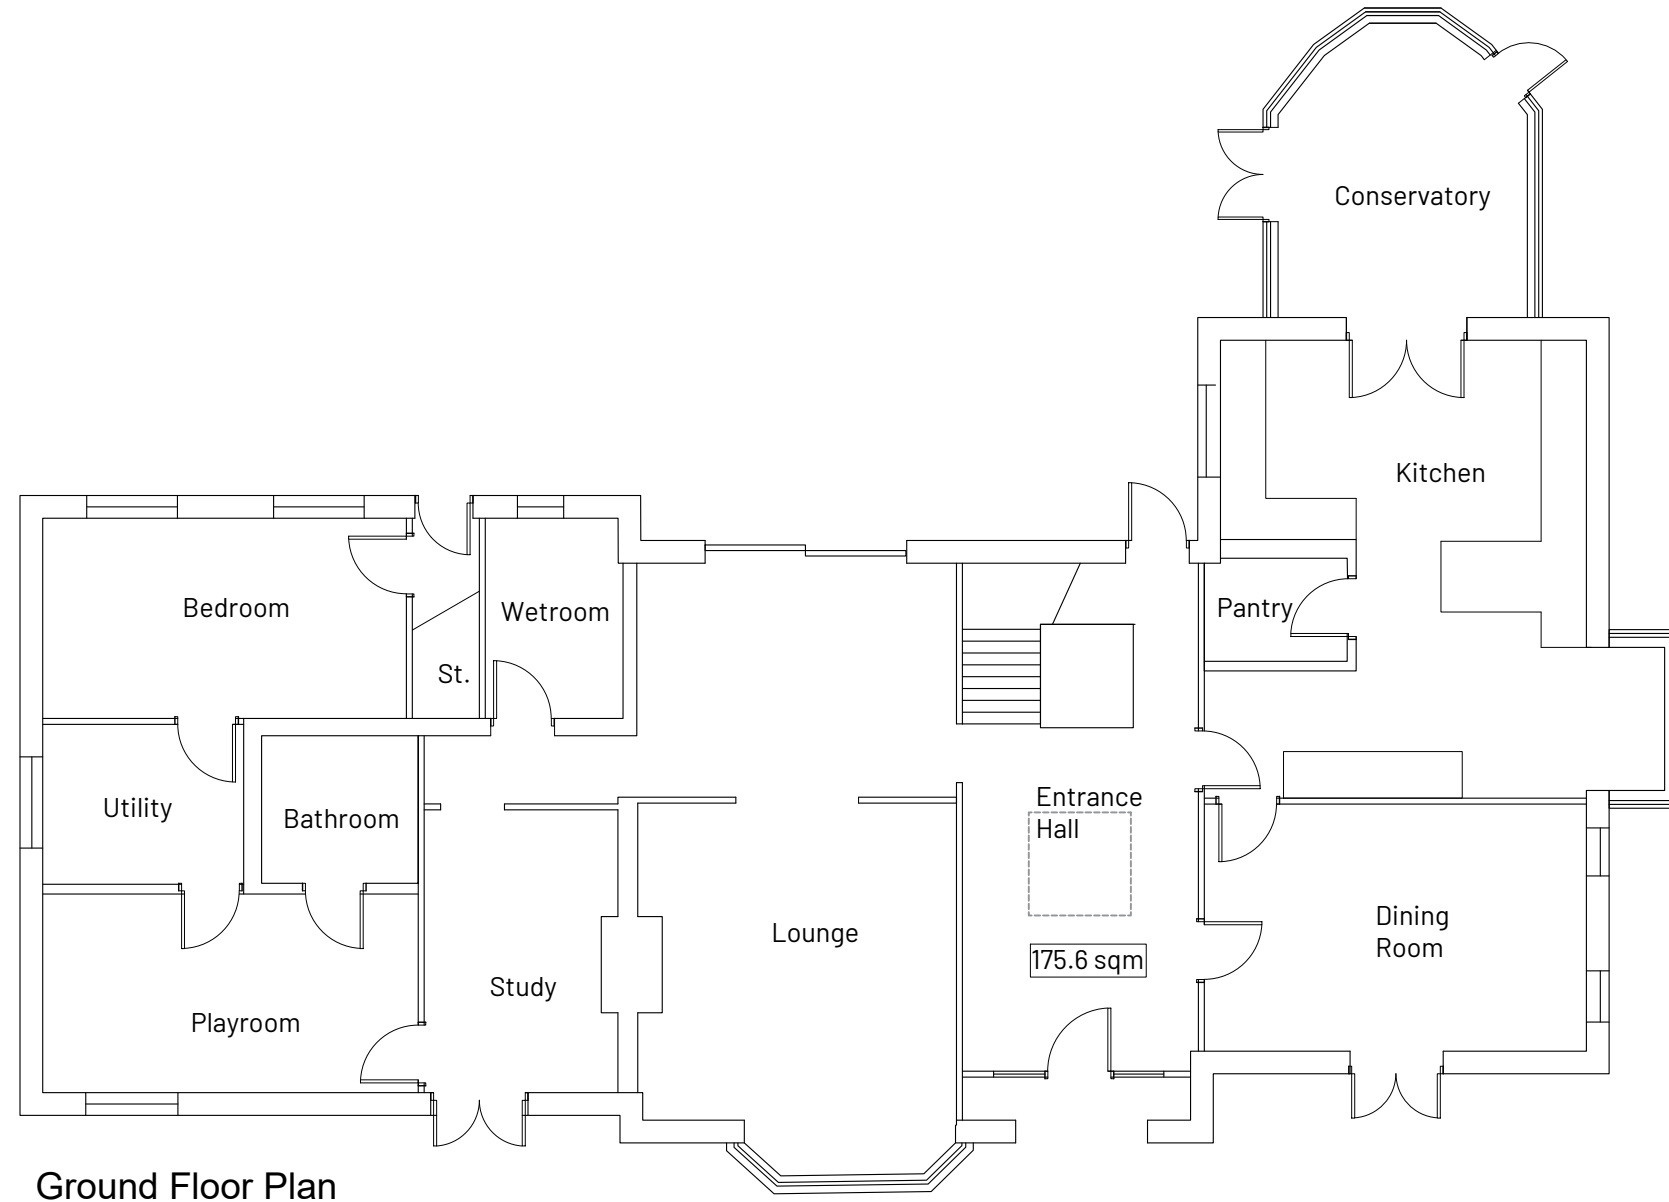 Conservatory
Kitchen
Bedroom
Wetroom
Pantry
St.
Utility
Bathroom
Entrance
Hall
Lounge
Dining
Room
175.6 sqm
Study
Playroom
Ground Floor Plan